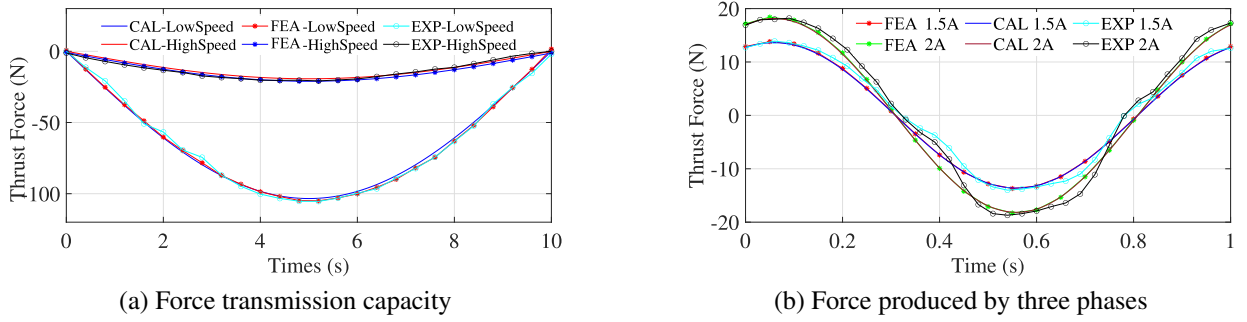 CAL-LowSpeed FEA-LowSpeed EXP-LowSpeed
CAL-HighSpeed FEA-HighSpeed EXP-HighSpeed
Thrust Force (N)
0
-50
100
0 2 4 6 8 10
Times (s)
(a) Force transmission capacity
FEA 1.5A CAL 1.5A EXP 1.5A
FEA 2A CAL 2A EXP 2A
Thrust Force (N)
20
10
0
-10
-20
0 0.2 0.4 0.6 0.8 1
Time (s)
(b) Force produced by three phases